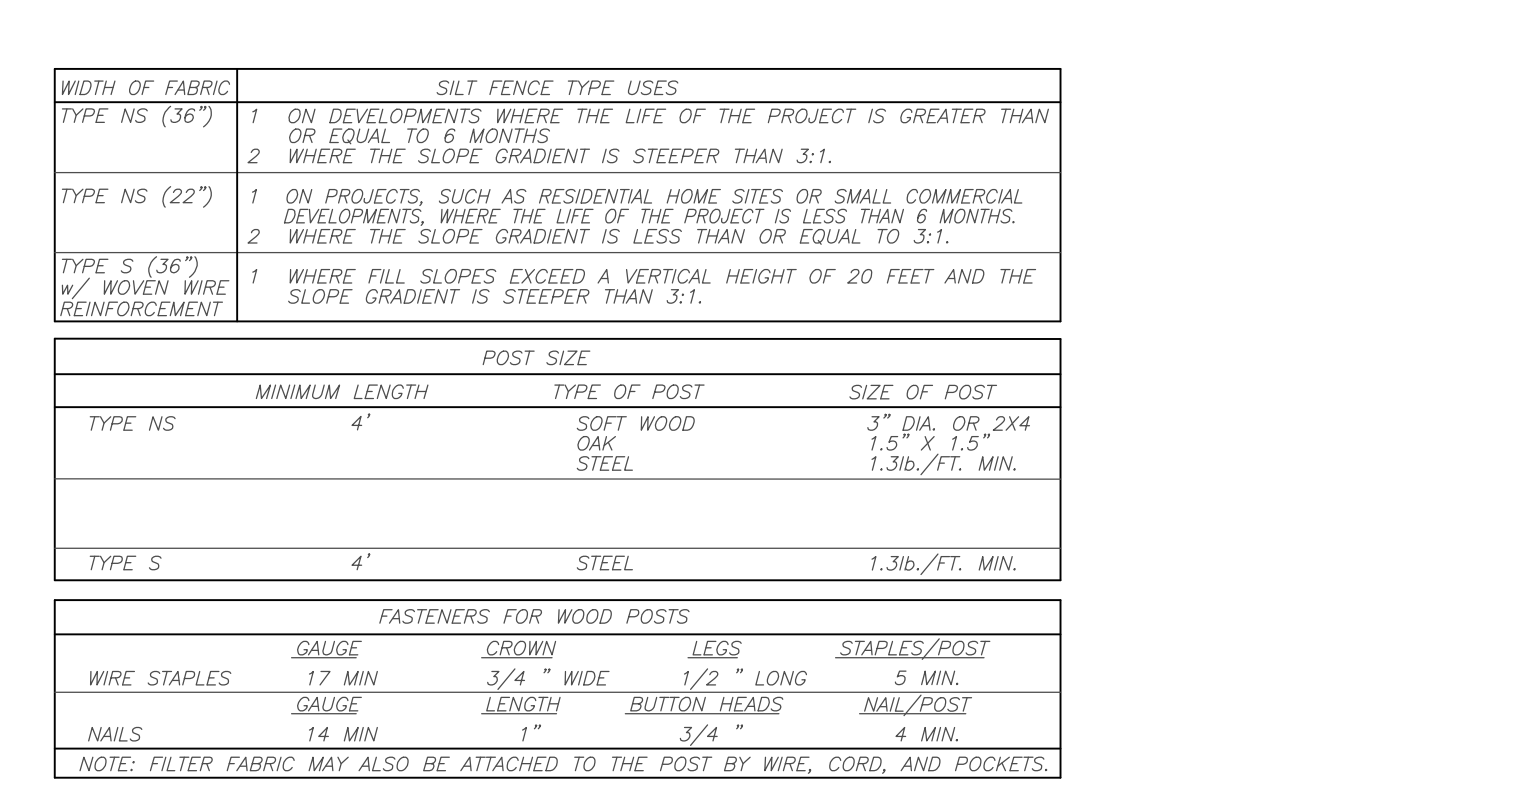 WIDTH OF FABRIC SILT FENCE TYPE USES
TYPE NS (36") 1 ON DEVELOPMENTS WHERE THE LIFE OF THE PROJECT IS GREATER THAN
OR EQUAL TO 6 MONTHS
2 WHERE THE SLOPE GRADIENT IS STEEPER THAN 3:1.
TYPE NS (22") 1 ON PROJECTS, SUCH AS RESIDENTIAL HOME SITES OR SMALL COMMERCIAL
DEVELOPMENTS, WHERE THE LIFE OF THE PROJECT IS LESS THAN 6 MONTHS.
2 WHERE THE SLOPE GRADIENT IS LESS THAN OR EQUAL TO 3:1.
TYPE S (36")
w/ WOVEN WIRE
REINFORCEMENT
1 WHERE FILL SLOPES EXCEED A VERTICAL HEIGHT OF 20 FEET AND THE
SLOPE GRADIENT IS STEEPER THAN 3:1.
POST SIZE
MINIMUM LENGTH TYPE OF POST SIZE OF POST
TYPE NS 4' SOFT WOOD 3" DIA. OR 2X4
OAK 1.5" X 1.5"
STEEL 1.3lb./FT. MIN.
TYPE S 4' STEEL 1.3lb./FT. MIN.
FASTENERS FOR WOOD POSTS
GAUGE CROWN LEGS STAPLES/POST
WIRE STAPLES 17 MIN 3/4 " WIDE 1/2 " LONG 5 MIN.
GAUGE LENGTH BUTTON HEADS NAIL/POST
NAILS 14 MIN 1" 3/4 " 4 MIN.
NOTE: FILTER FABRIC MAY ALSO BE ATTACHED TO THE POST BY WIRE, CORD, AND POCKETS.